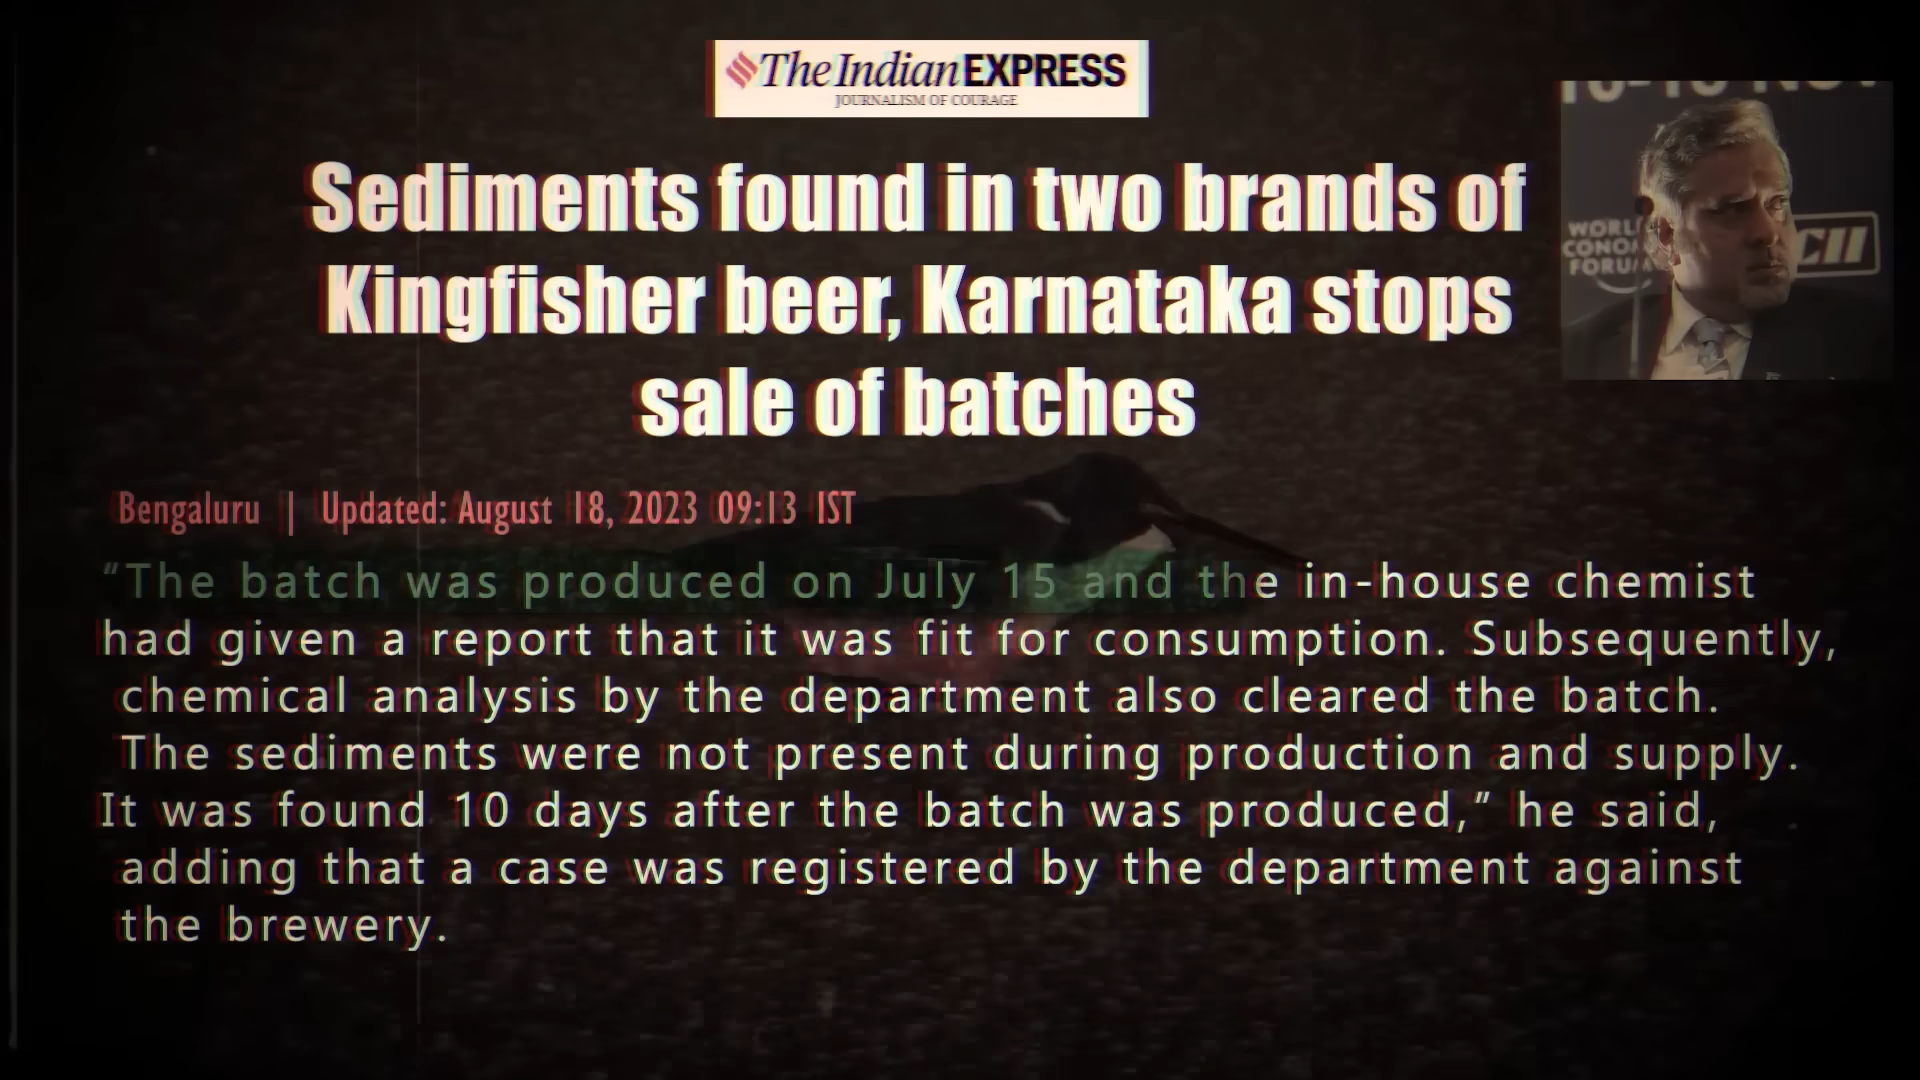 The Indian EXPRESS
JOURNALISM OF COURAGE
Sediments found in two brands of
Kingfisher beer, Karnataka stops
sale of batches
WORLD
ECONOMIC
FORUM
CII
Bengaluru | Updated: August 18, 2023 09:13 IST
“The batch was produced on July 15 and the in-house chemist
had given a report that it was fit for consumption. Subsequently,
chemical analysis by the department also cleared the batch.
The sediments were not present during production and supply.
It was found 10 days after the batch was produced,” he said,
adding that a case was registered by the department against
the brewery.